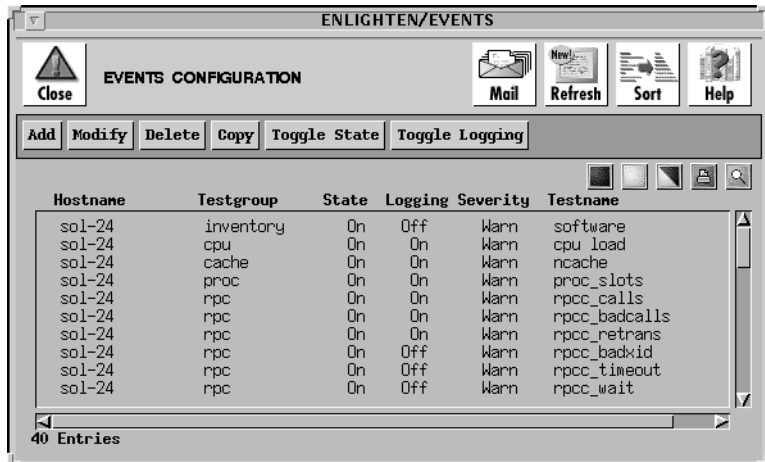 ENLIGHTEN/EVENTS
Close EVENTS CONFIGURATION Mail New! Refresh Sort Help
Add Modify Delete Copy Toggle State Toggle Logging
Hostname Testgroup State Logging Severity Testname
sol-24 inventory On Off Warn software
sol-24 cpu On On Warn cpu load
sol-24 cache On On Warn ncache
sol-24 proc On On Warn proc_slots
sol-24 rpc On On Warn rpcc_calls
sol-24 rpc On On Warn rpcc_badcalls
sol-24 rpc On On Warn rpcc_retrans
sol-24 rpc On Off Warn rpcc_badxid
sol-24 rpc On Off Warn rpcc_timeout
sol-24 rpc On Off Warn rpcc_wait
40 Entries